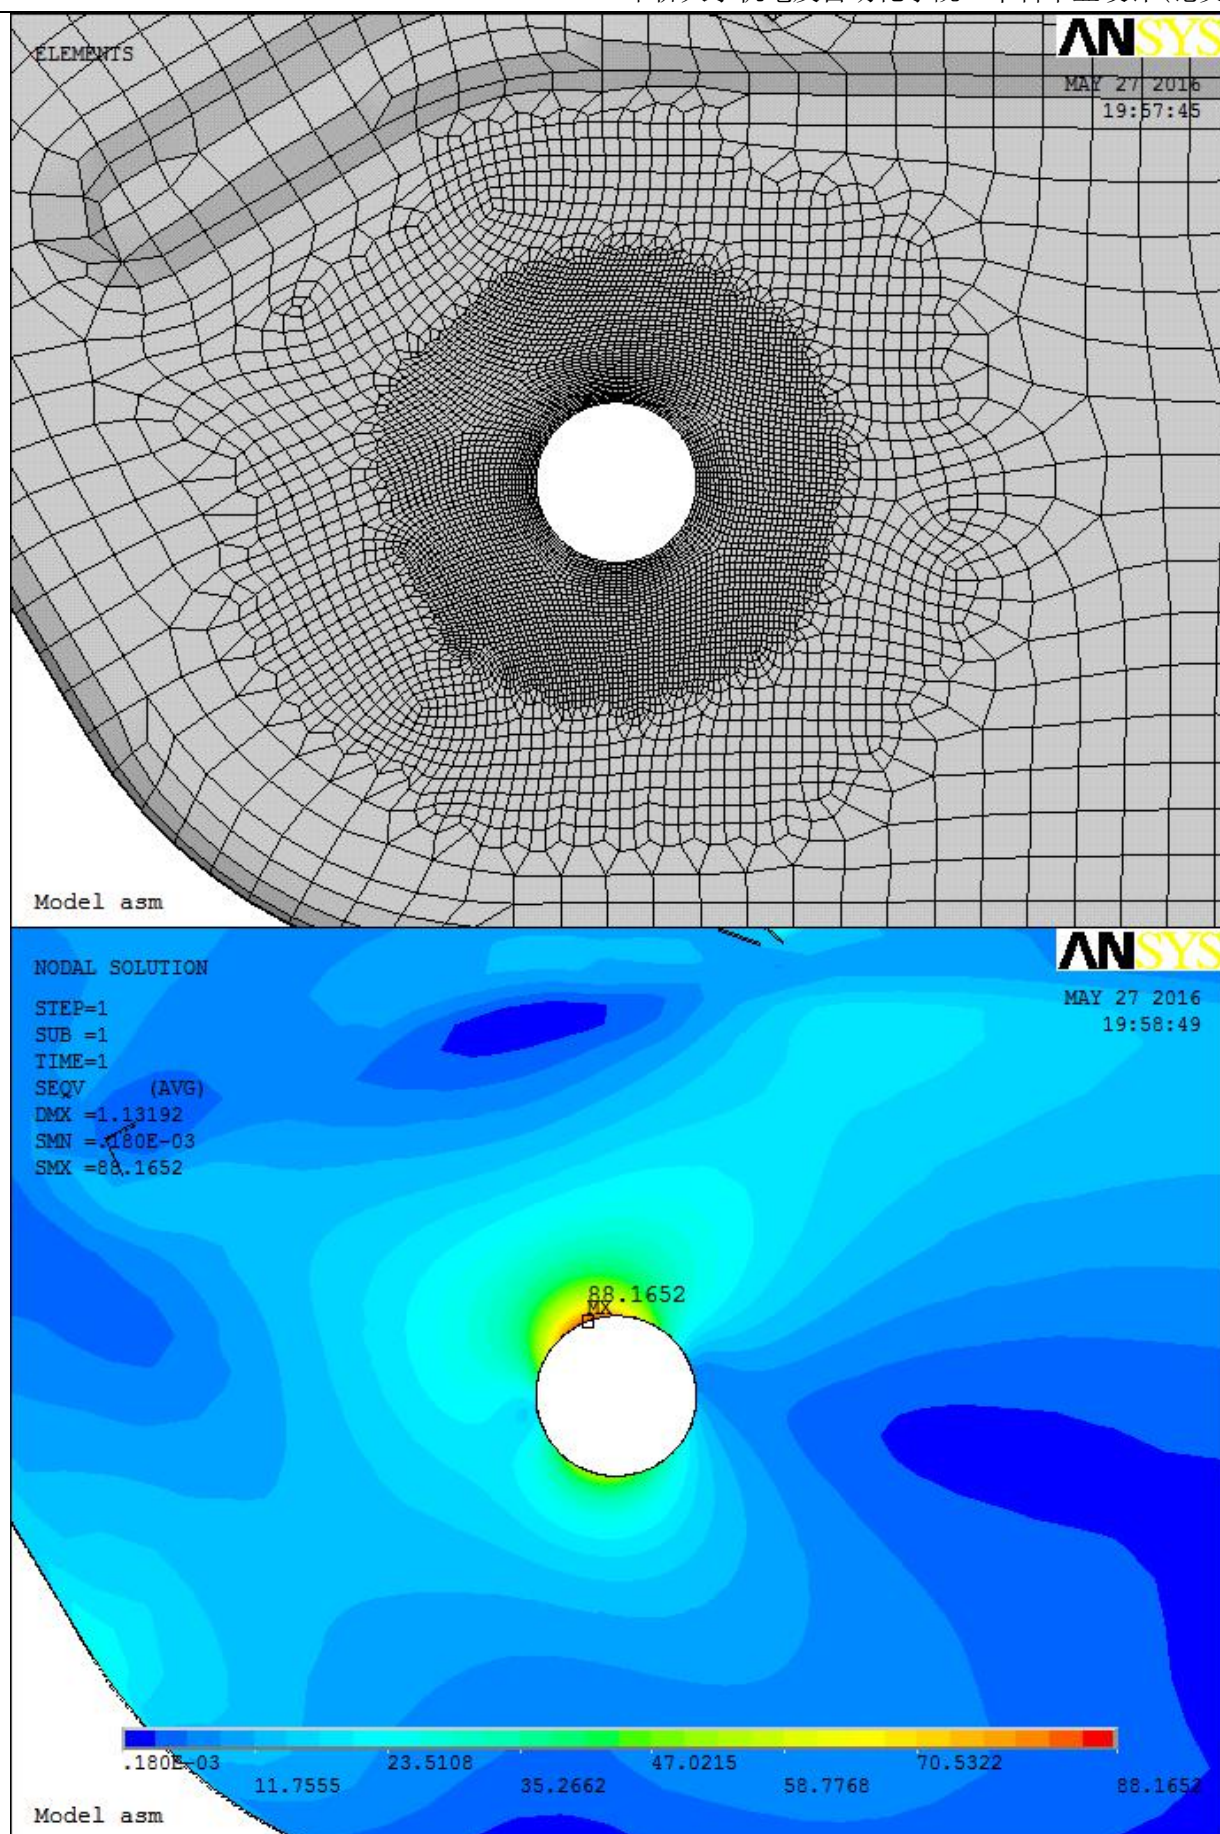 ELEMENTS
ANSYS
MAY 27 2016
19:57:45
Model asm
NODAL SOLUTION
ANSYS
MAY 27 2016
19:58:49
STEP=1
SUB =1
TIME=1
SEQV (AVG)
DMX =1.13192
SMN =.180E-03
SMX =88.1652
88.1652
MX
.180E-03 23.5108 47.0215 70.5322
11.7555 35.2662 58.7768 88.1652
Model asm